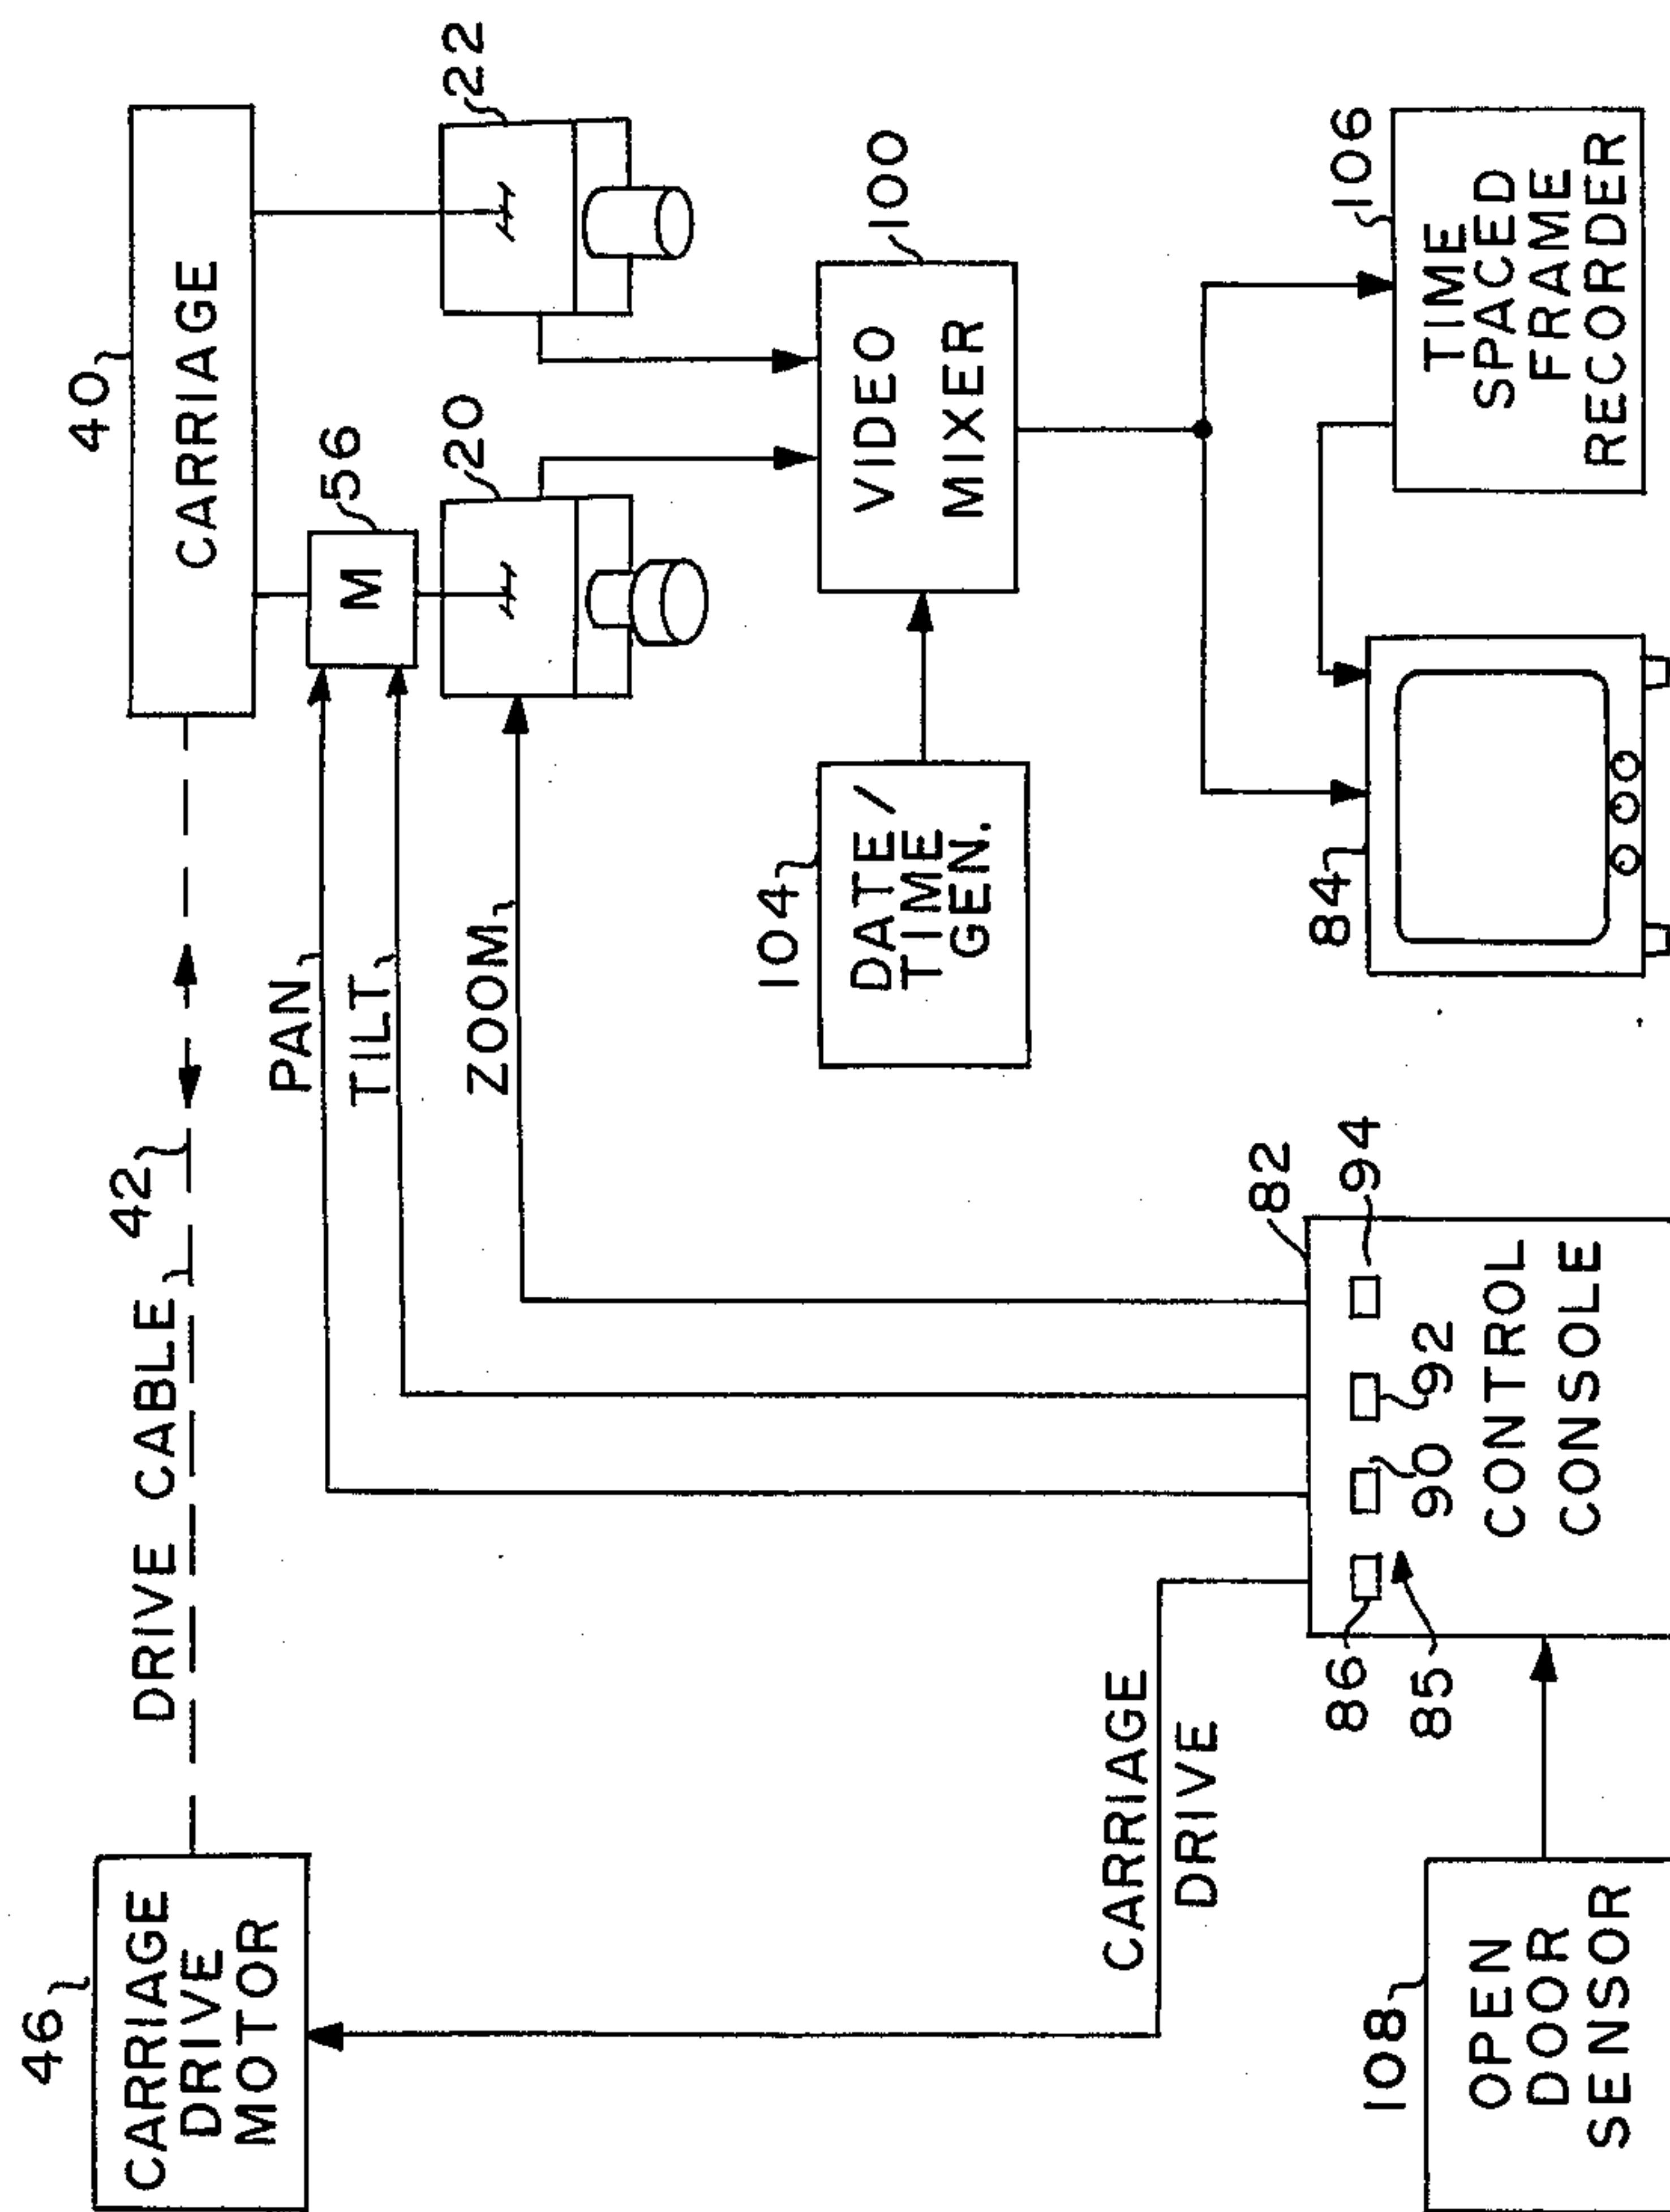 46
CARRIAGE
DRIVE
MOTOR
DRIVE CABLE
42
40
CARRIAGE
PAN
TILT
ZOOM
56
M
20
22
CARRIAGE
DRIVE
104
DATE/
TIME
GEN.
100
VIDEO
MIXER
108
OPEN
DOOR
SENSOR
82
86
85
90
92
94
CONTROL
CONSOLE
84
106
TIME
SPACED
FRAME
RECORDER